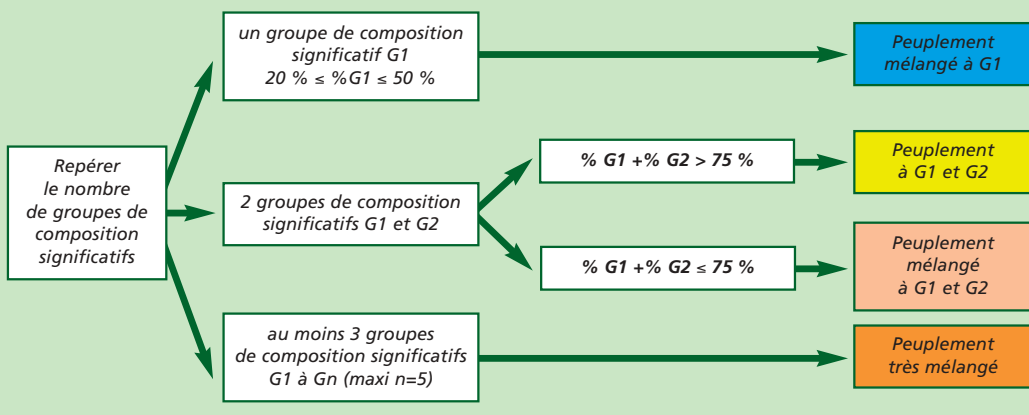 Repérer
le nombre
de groupes de
composition
significatifs
un groupe de composition
significatif G1
20 % ≤ %G1 ≤ 50 %
Peuplement
mélangé à G1
2 groupes de composition
significatifs G1 et G2
% G1 +% G2 > 75 %
Peuplement
à G1 et G2
% G1 +% G2 ≤ 75 %
Peuplement
mélangé
à G1 et G2
au moins 3 groupes
de composition significatifs
G1 à Gn (maxi n=5)
Peuplement
très mélangé